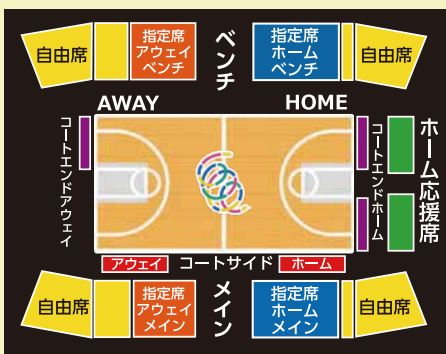 自由席
指定席
アウェイ
ベンチ
ベンチ
指定席
ホーム
ベンチ
自由席
AWAY
HOME
コートエンドアウェイ
コートエンドホーム
ホーム応援席
アウェイ
コートサイド
ホーム
自由席
指定席
アウェイ
メイン
メイン
指定席
ホーム
メイン
自由席